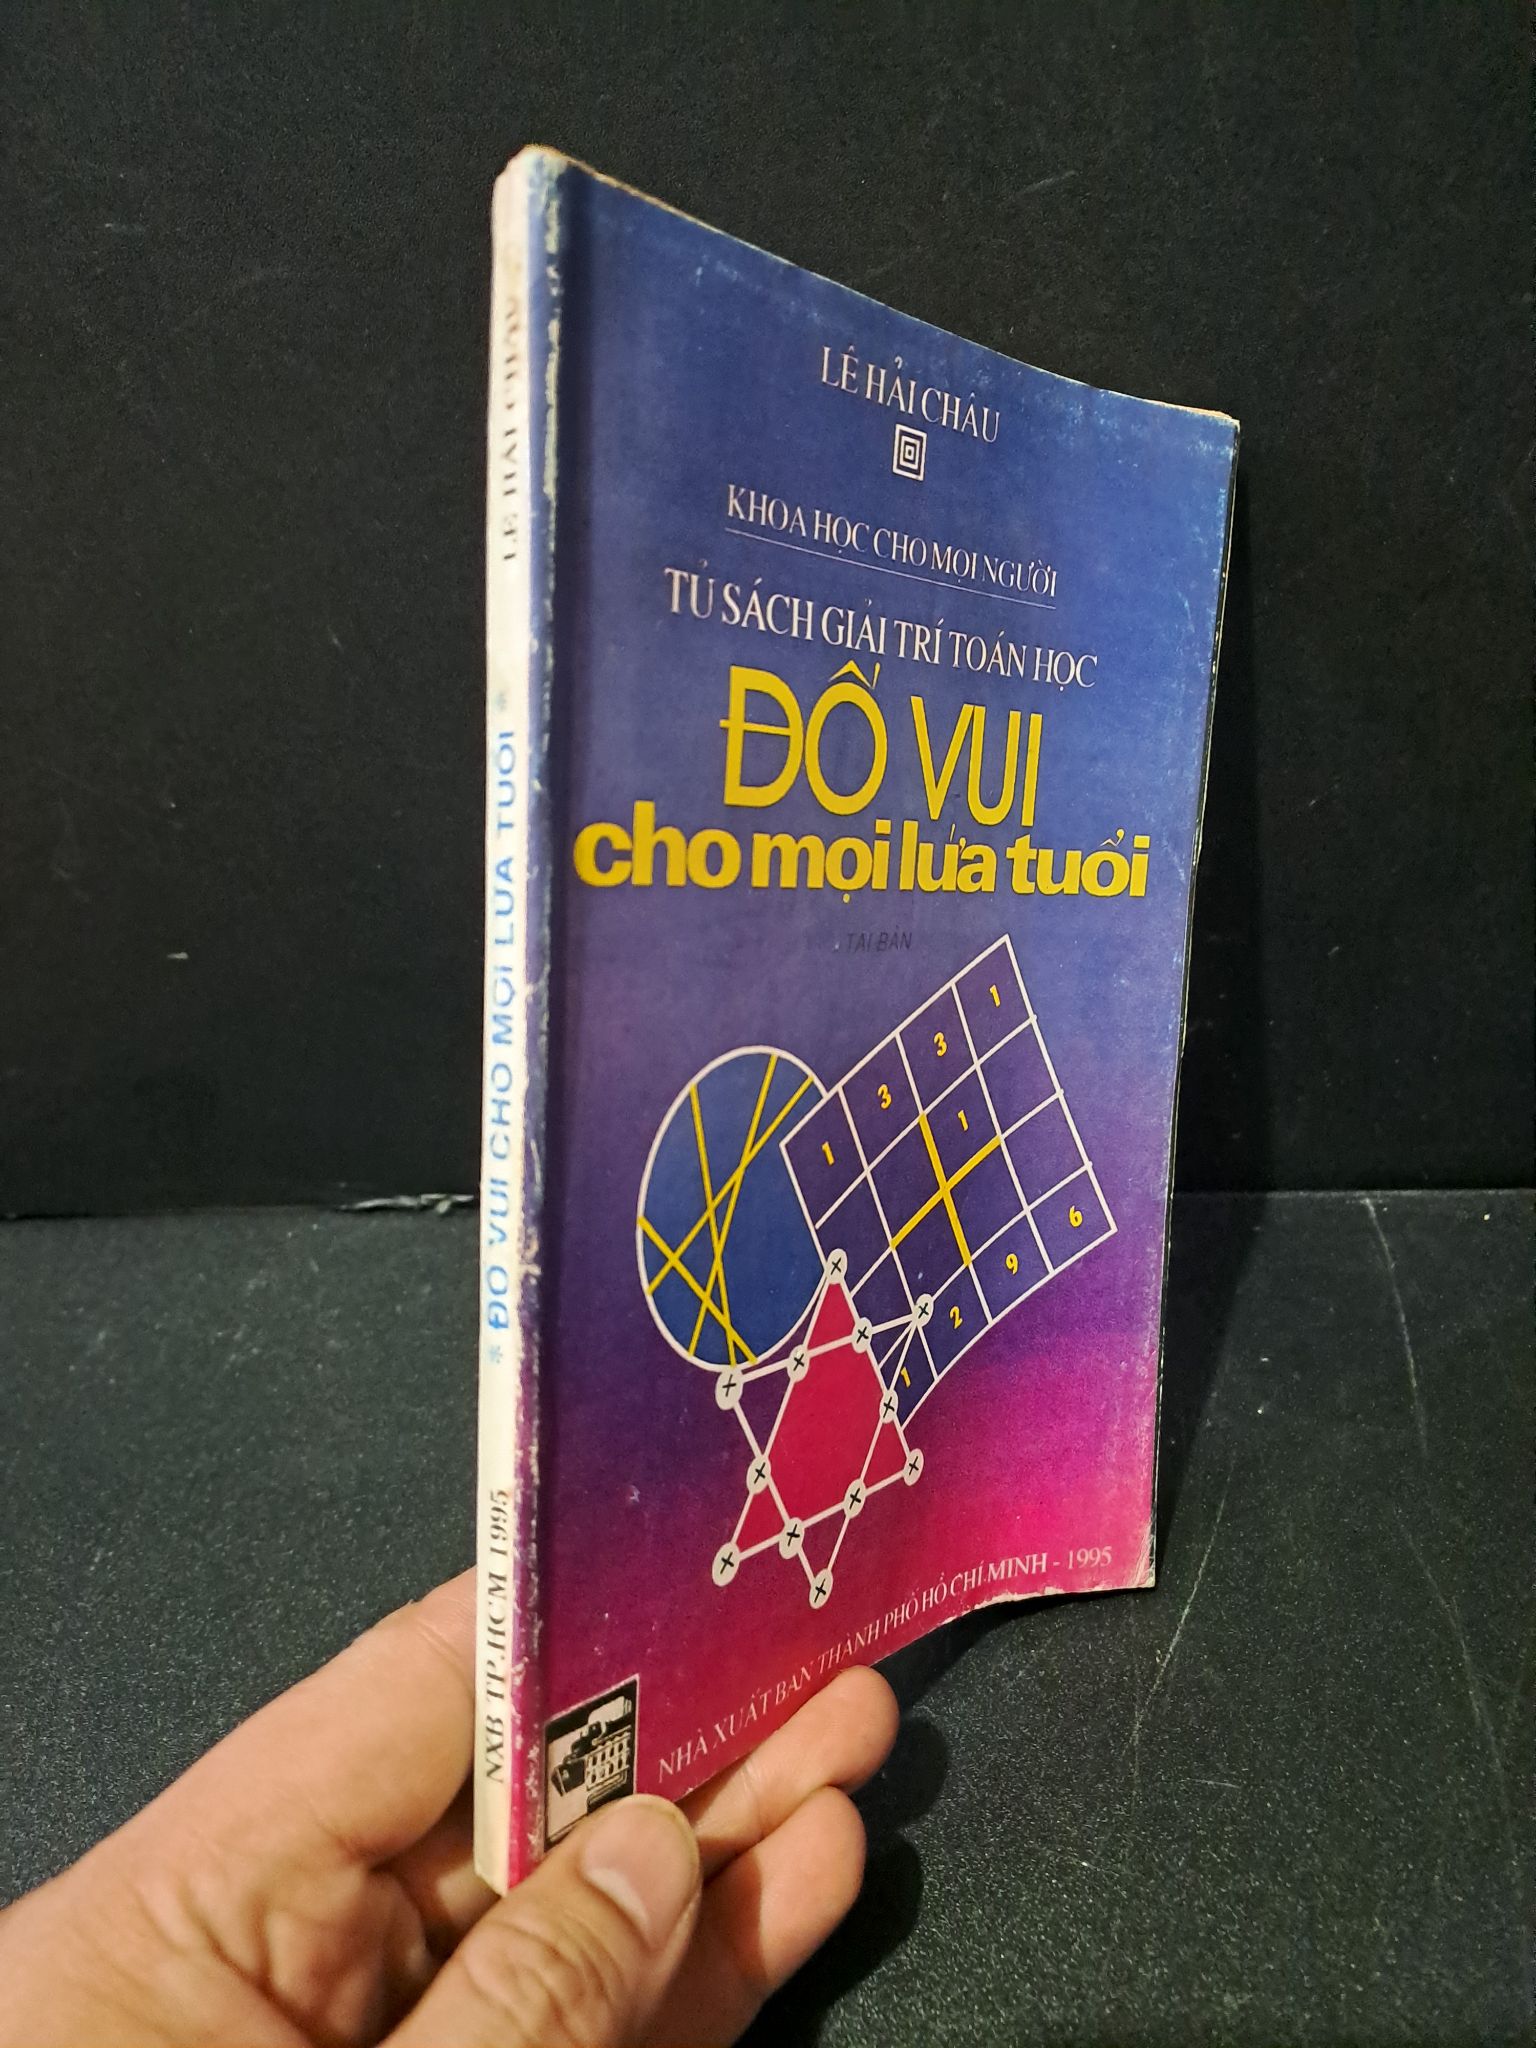 LÊ HẢI CHÂU
KHOA HỌC CHO MỌI NGƯỜI
TỦ SÁCH GIẢI TRÍ TOÁN HỌC
ĐỐ VUI
cho mọi lứa tuổi
TÁI BẢN
1 3 3 1
1
1 2 9 6
NHÀ XUẤT BẢN THÀNH PHỐ HỒ CHÍ MINH - 1995
LÊ HẢI CHÂU
* ĐỐ VUI CHO MỌI LỨA TUỔI *
NXB TP.HCM 1995